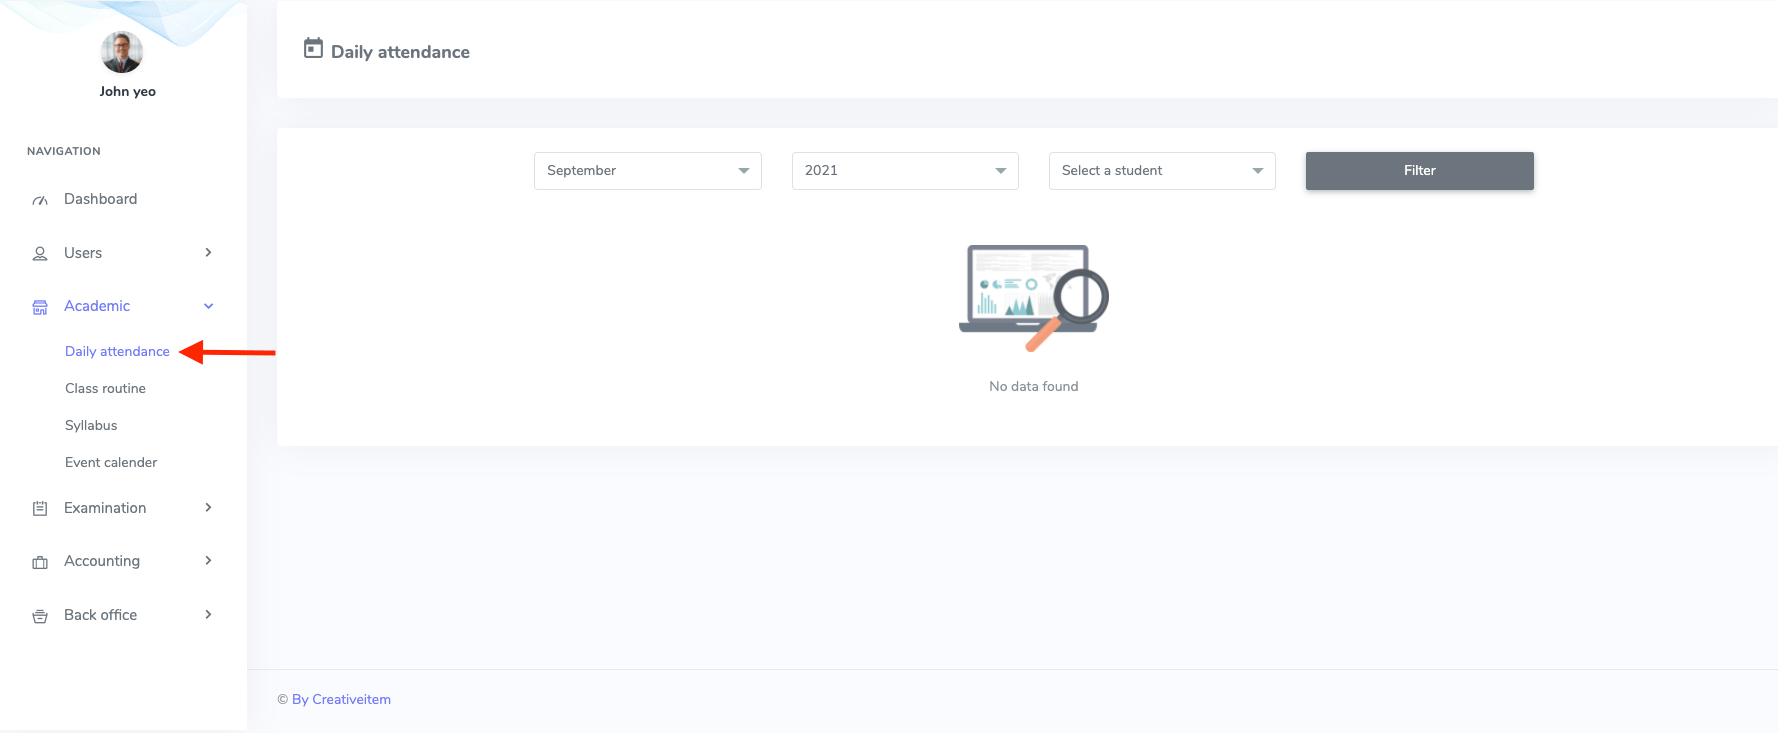 John yeo
NAVIGATION
Dashboard
Users
Academic
Daily attendance
Class routine
Syllabus
Event calender
Examination
Accounting
Back office
Daily attendance
September 2021 Select a student Filter
No data found
© By Creativeitem